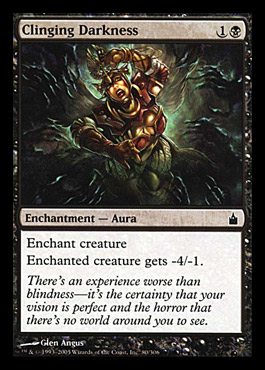 Clinging Darkness 1
Enchantment — Aura
Enchant creature
Enchanted creature gets -4/-1.
There's an experience worse than
blindness—it's the certainty that your
vision is perfect and the horror that
there's no world around you to see.
Glen Angus
™ & © 1993–2005 Wizards of the Coast, Inc. 80/306